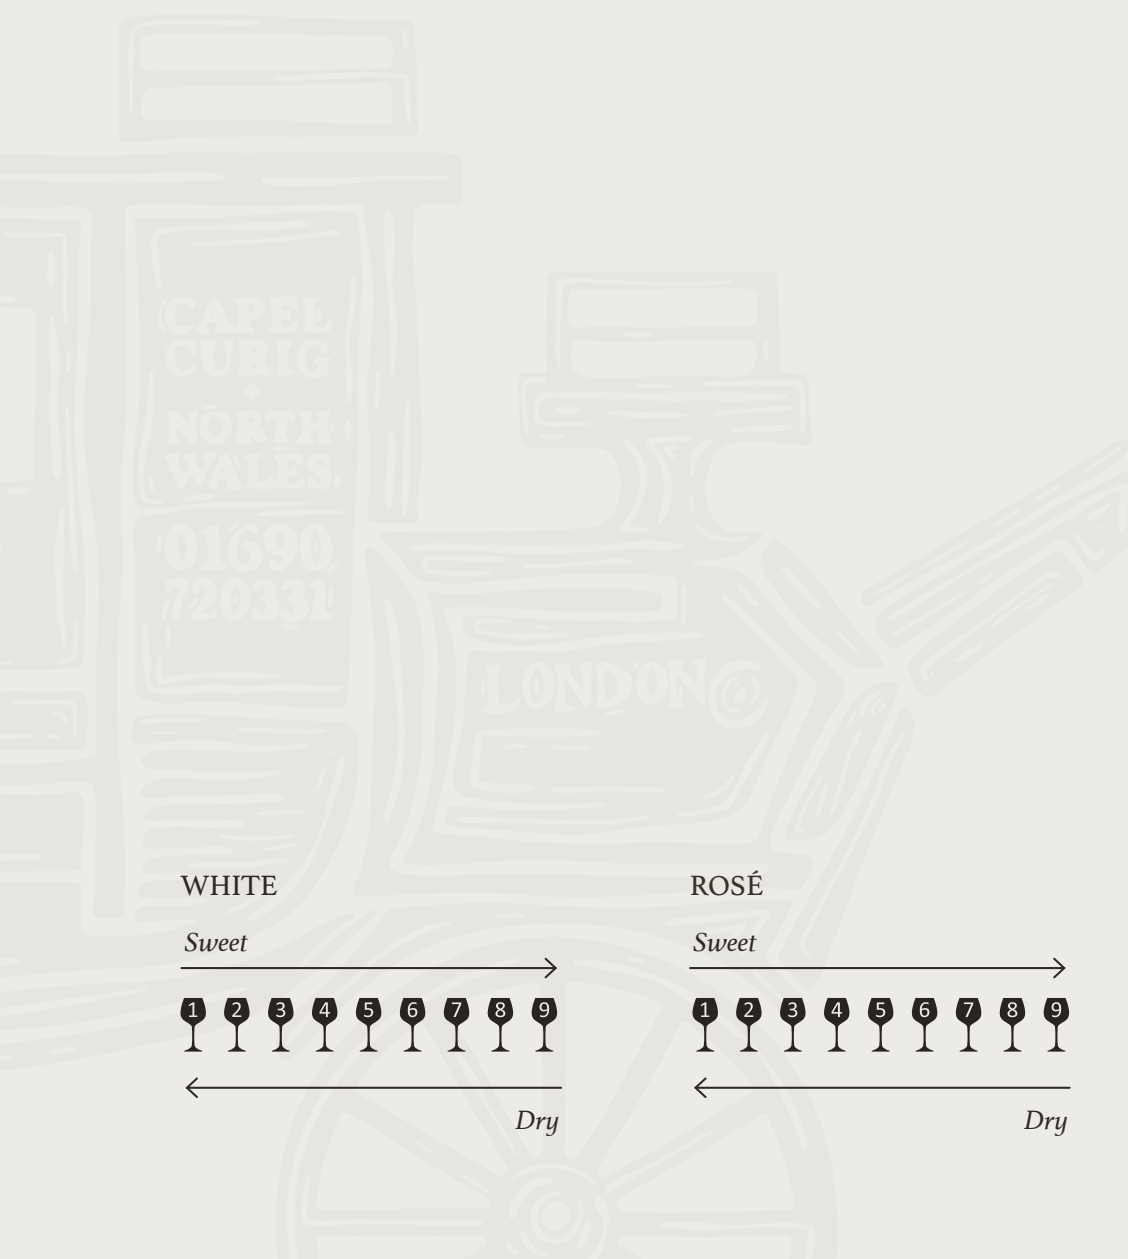 CAPEL
CURIG
NORTH
WALES
01690
720331
LONDON
WHITE
Sweet
1 2 3 4 5 6 7 8 9
Dry
ROSÉ
Sweet
1 2 3 4 5 6 7 8 9
Dry